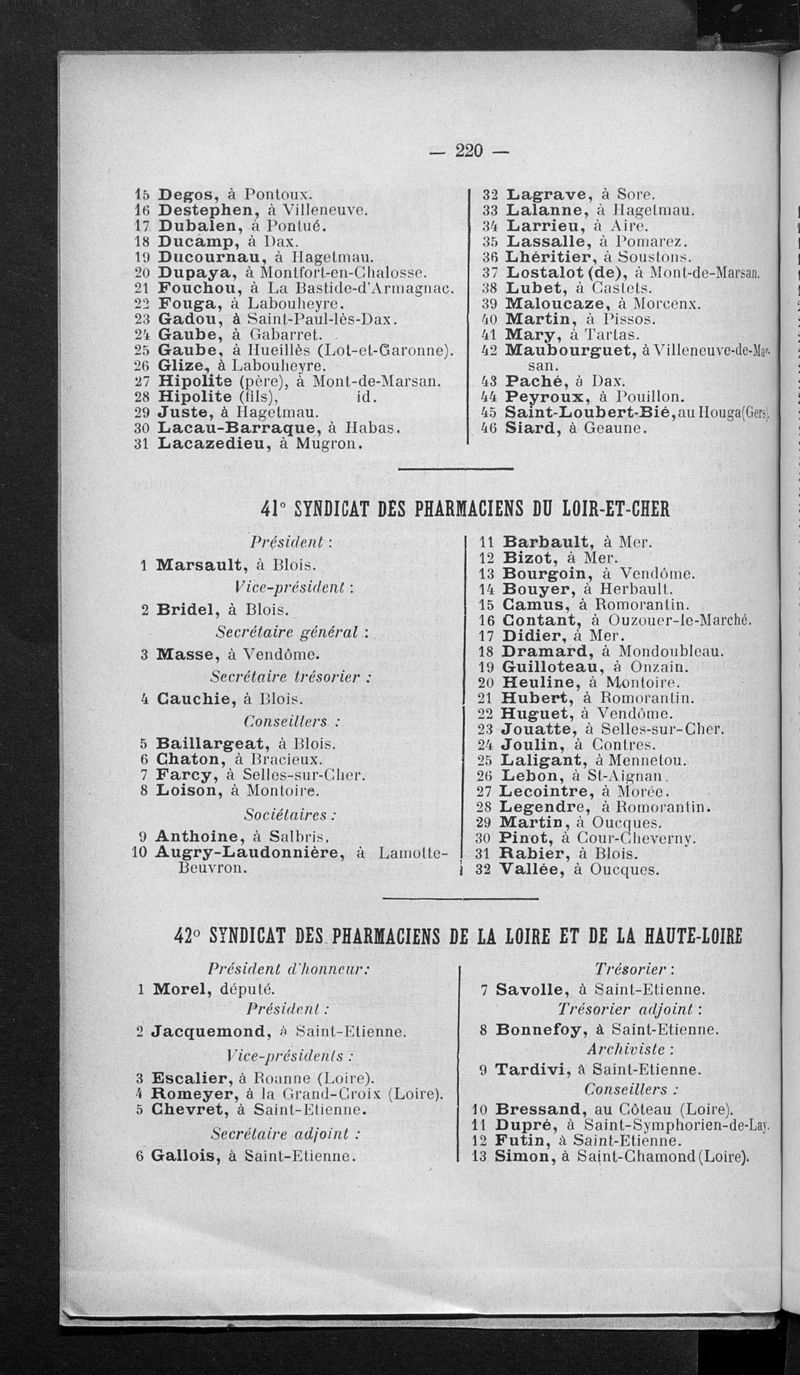 — 220 —
15 Degos, à Pontoux.
16 Destephen, à Villeneuve.
17 Dubalen, à Pontué.
18 Ducamp, à Dax.
19 Ducournau, à Hagetmau.
20 Dupaya, à Montfort-en-Chalosse.
21 Fouchou, à La Bastide-d'Armagnac.
22 Fouga, à Labouheyre.
23 Gadou, à Saint-Paul-lès-Dax.
24 Gaube, à Gabarret.
25 Gaube, à Hueillès (Lot-et-Garonne).
26 Glize, à Labouheyre.
27 Hipolite (père), à Mont-de-Marsan.
28 Hipolite (fils), id.
29 Juste, à Hagetmau.
30 Lacau-Barraque, à Habas.
31 Lacazedieu, à Mugron.
32 Lagrave, à Sore.
33 Lalanne, à Hagetmau.
34 Larrieu, à Aire.
35 Lassalle, à Pomarez.
36 Lhéritier, à Soustons.
37 Lostalot (de), à Mont-de-Marsan.
38 Lubet, à Castets.
39 Maloucaze, à Morcenx.
40 Martin, à Pissos.
41 Mary, à Tartas.
42 Maubourguet, à Villeneuve-de-Mar-
san.
43 Paché, à Dax.
44 Peyroux, à Pouillon.
45 Saint-Loubert-Bié, au Houga (Gers).
46 Siard, à Geaune.
41° SYNDICAT DES PHARMACIENS DU LOIR-ET-CHER
Président :
1 Marsault, à Blois.
Vice-président :
2 Bridel, à Blois.
Secrétaire général :
3 Masse, à Vendôme.
Secrétaire trésorier :
4 Cauchie, à Blois.
Conseillers :
5 Baillargeat, à Blois.
6 Chaton, à Bracieux.
7 Farcy, à Selles-sur-Cher.
8 Loison, à Montoire.
Sociétaires :
9 Anthoine, à Salbris.
10 Augry-Laudonnière, à Lamotte-
Beuvron.
11 Barbault, à Mer.
12 Bizot, à Mer.
13 Bourgoin, à Vendôme.
14 Bouyer, à Herbault.
15 Camus, à Romorantin.
16 Contant, à Ouzouer-le-Marché.
17 Didier, à Mer.
18 Dramard, à Mondoubleau.
19 Guilloteau, à Onzain.
20 Heuline, à Montoire.
21 Hubert, à Romorantin.
22 Huguet, à Vendôme.
23 Jouatte, à Selles-sur-Cher.
24 Joulin, à Contres.
25 Laligant, à Mennetou.
26 Lebon, à St-Aignan.
27 Lecointre, à Morée.
28 Legendre, à Romorantin.
29 Martin, à Oucques.
30 Pinot, à Cour-Cheverny.
31 Rabier, à Blois.
32 Vallée, à Oucques.
42° SYNDICAT DES PHARMACIENS DE LA LOIRE ET DE LA HAUTE-LOIRE
Président d'honneur :
1 Morel, député.
Président :
2 Jacquemond, à Saint-Etienne.
Vice-présidents :
3 Escalier, à Roanne (Loire).
4 Romeyer, à la Grand-Croix (Loire).
5 Chevret, à Saint-Etienne.
Secrétaire adjoint :
6 Gallois, à Saint-Etienne.
Trésorier :
7 Savolle, à Saint-Etienne.
Trésorier adjoint :
8 Bonnefoy, à Saint-Etienne.
Archiviste :
9 Tardivi, à Saint-Etienne.
Conseillers :
10 Bressand, au Côteau (Loire).
11 Dupré, à Saint-Symphorien-de-Lay.
12 Futin, à Saint-Etienne.
13 Simon, à Saint-Chamond (Loire).